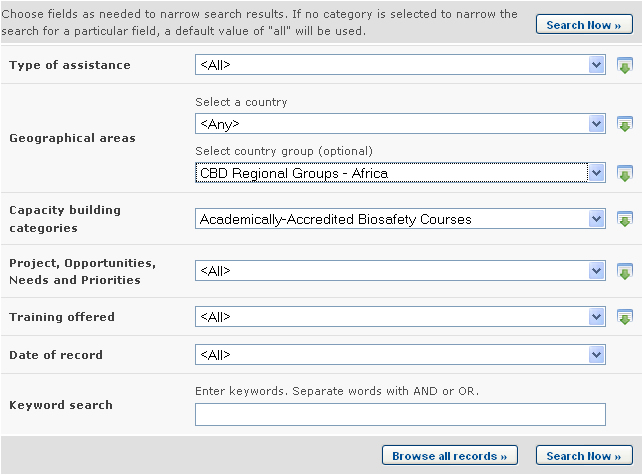 Choose fields as needed to narrow search results. If no category is selected to narrow the
search for a particular field, a default value of "all" will be used.
Search Now »
Type of assistance
<All>
Geographical areas
Select a country
<Any>
Select country group (optional)
CBD Regional Groups - Africa
Capacity building
categories
Academically-Accredited Biosafety Courses
Project, Opportunities,
Needs and Priorities
<All>
Training offered
<All>
Date of record
<All>
Keyword search
Enter keywords. Separate words with AND or OR.
Browse all records »
Search Now »